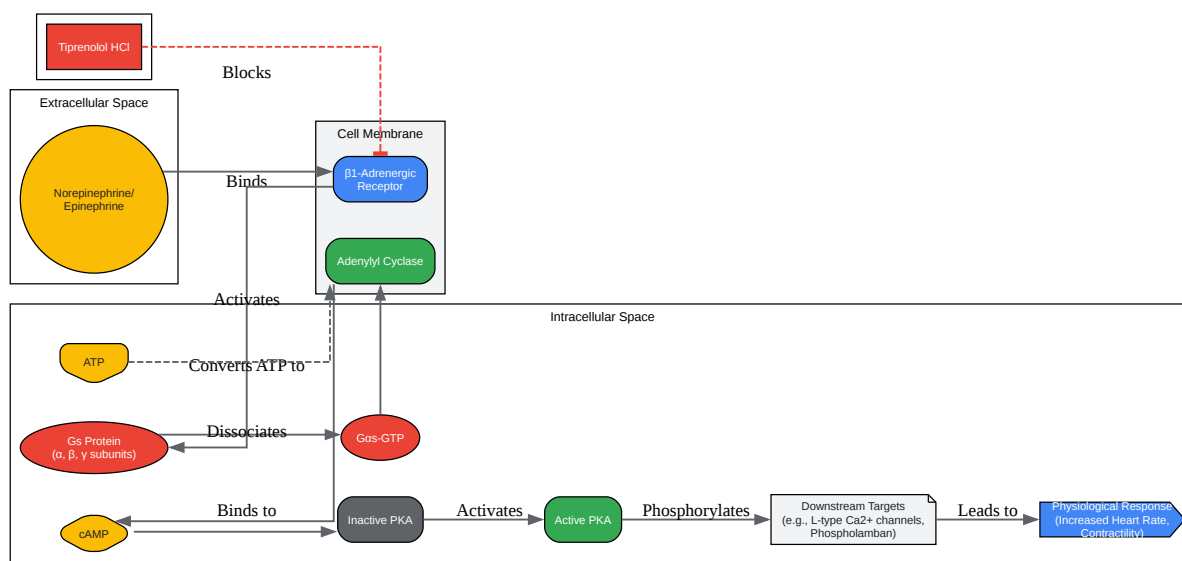 Tiprenolol HCl
Blocks
Extracellular Space
Cell Membrane
Norepinephrine/
Epinephrine
Binds
β1-Adrenergic
Receptor
Adenylyl Cyclase
Activates
Intracellular Space
ATP
Converts ATP to
Gs Protein
(α, β, γ subunits)
Dissociates
Gαs-GTP
cAMP
Binds to
Inactive PKA
Activates
Active PKA
Phosphorylates
Downstream Targets
(e.g., L-type Ca2+ channels,
Phospholamban)
Leads to
Physiological Response
(Increased Heart Rate,
Contractility)